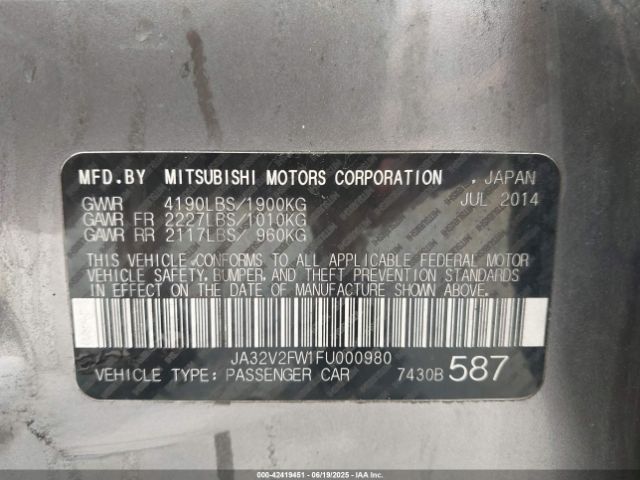 MFD.BY MITSUBISHI MOTORS CORPORATION , JAPAN
GVWR 4190LBS/1900KG JUL 2014
GAWR FR 2227LBS/1010KG
GAWR RR 2117LBS/ 960KG
THIS VEHICLE CONFORMS TO ALL APPLICABLE FEDERAL MOTOR
VEHICLE SAFETY, BUMPER, AND THEFT PREVENTION STANDARDS
IN EFFECT ON THE DATE OF MANUFACTURE SHOWN ABOVE.
JA32V2FW1FU000980
VEHICLE TYPE: PASSENGER CAR 7430B 587
000-42419451 - 06/19/2025 - IAAI.com